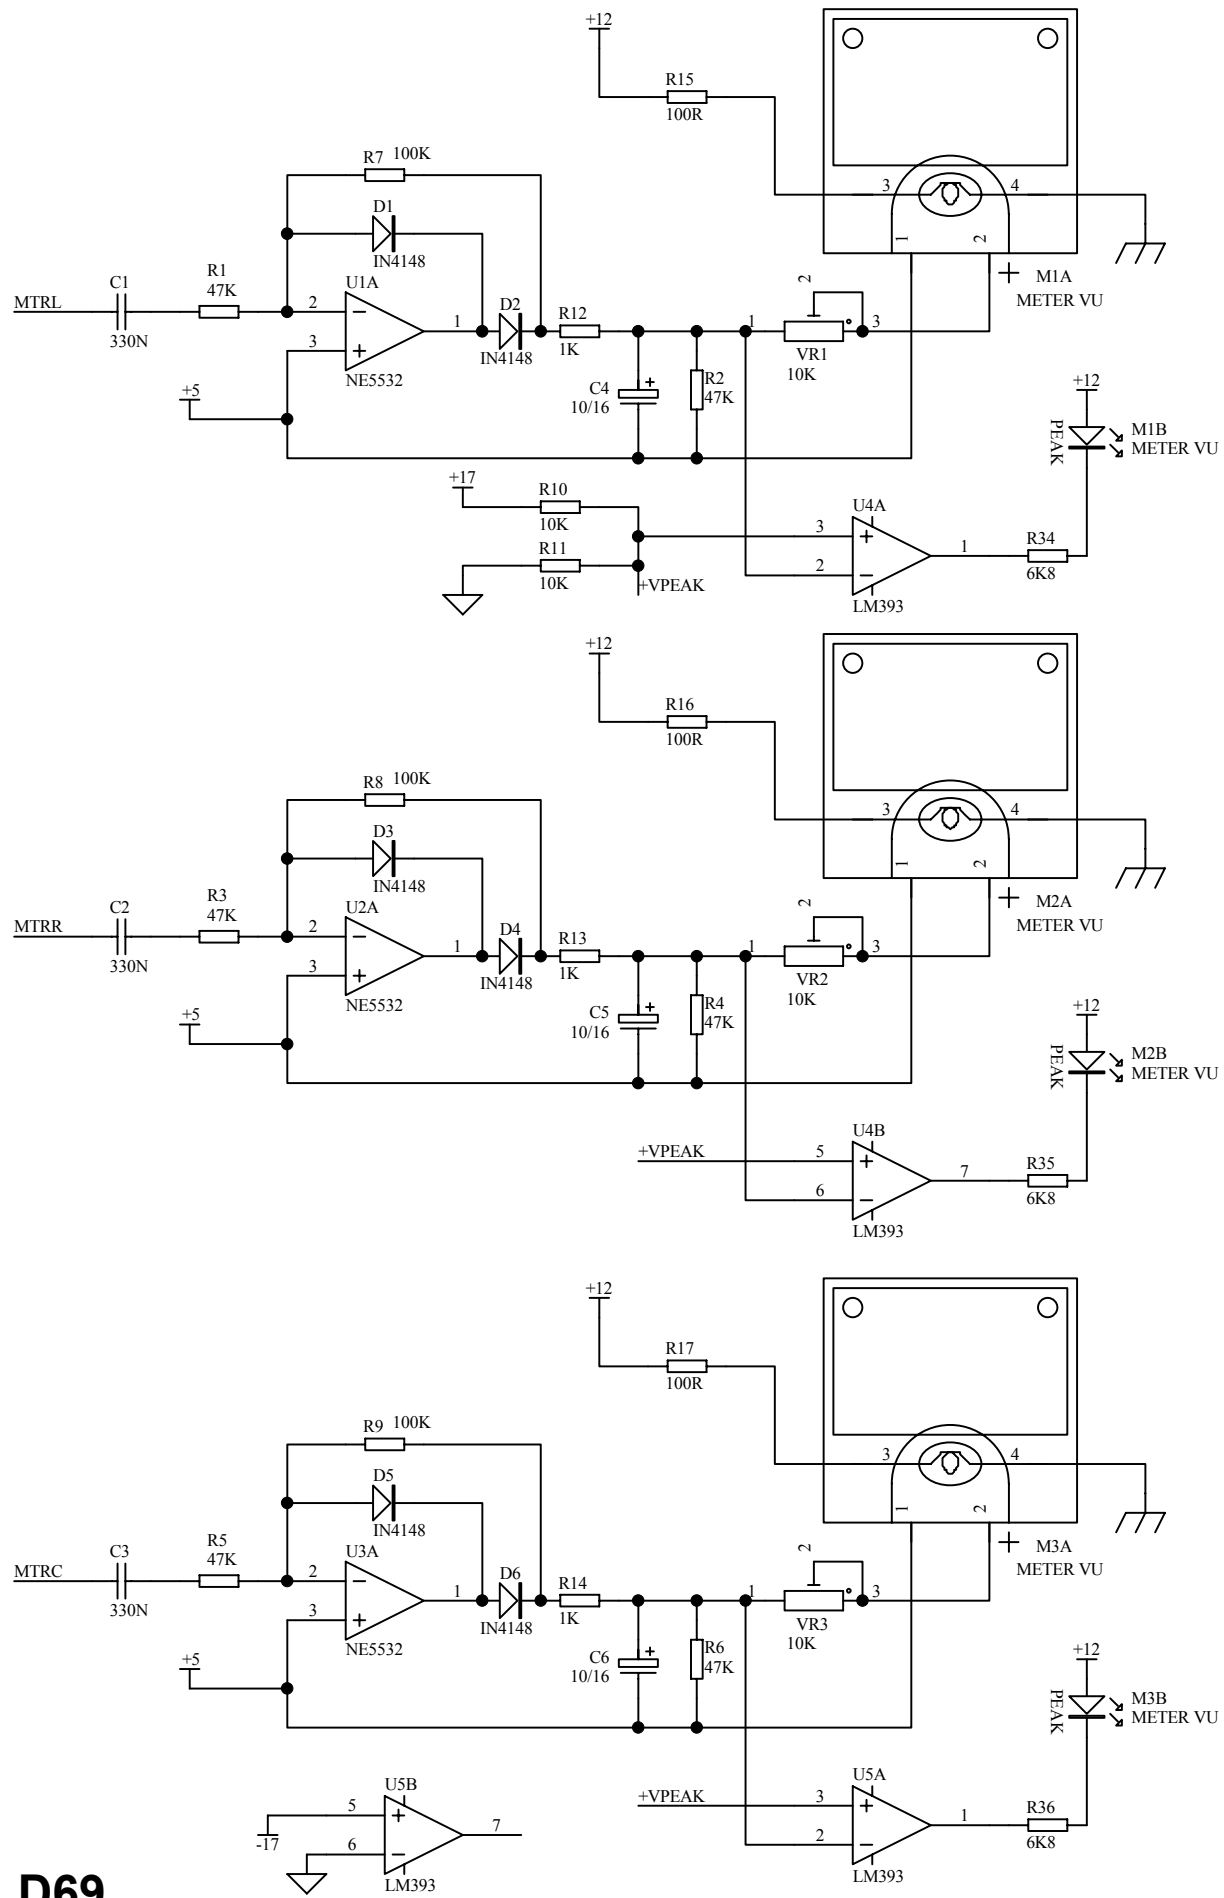 +12
R15
100R
3
4
1
2
M1A
METER VU
R7 100K
D1
IN4148
MTRL
C1
330N
R1
47K
U1A
2
3
1
NE5532
D2
IN4148
R12
1K
+5
C4
10/16
R2
47K
1
2
3
VR1
10K
+12
PEAK
M1B
METER VU
+17
R10
10K
R11
10K
+VPEAK
U4A
3
2
1
LM393
R34
6K8
+12
R16
100R
3
4
1
2
M2A
METER VU
R8 100K
D3
IN4148
MTRR
C2
330N
R3
47K
U2A
2
3
1
NE5532
D4
IN4148
R13
1K
+5
C5
10/16
R4
47K
1
2
3
VR2
10K
+12
PEAK
M2B
METER VU
+VPEAK
U4B
5
6
7
LM393
R35
6K8
+12
R17
100R
3
4
1
2
M3A
METER VU
R9 100K
D5
IN4148
MTRC
C3
330N
R5
47K
U3A
2
3
1
NE5532
D6
IN4148
R14
1K
+5
C6
10/16
R6
47K
1
2
3
VR3
10K
+12
PEAK
M3B
METER VU
+VPEAK
U5A
3
2
1
LM393
R36
6K8
U5B
5
6
7
-17
LM393
D69